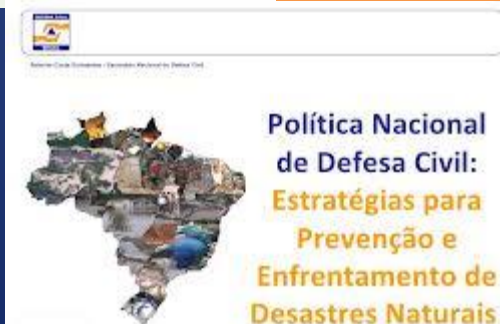 Política Nacional
de Defesa Civil:
Estratégias para
Prevenção e
Enfrentamento de
Desastres Naturais